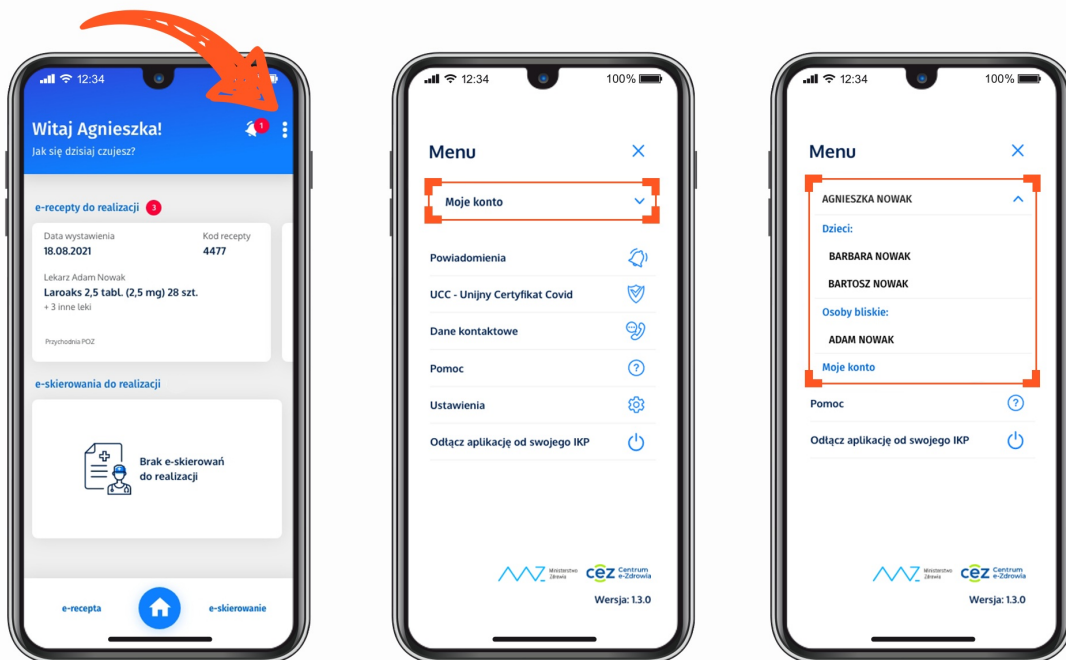 12:34
Witaj Agnieszka!
1
Jak się dzisiaj czujesz?
e-recepty do realizacji 3
Data wystawienia Kod recepty
18.08.2021 4477
Lekarz Adam Nowak
Laroaks 2,5 tabl. (2,5 mg) 28 szt.
+ 3 inne leki
Przychodnia POZ
e-skierowania do realizacji
Brak e-skierowań
do realizacji
e-recepta e-skierowanie
12:34 100%
Menu
Moje konto
Powiadomienia
UCC - Unijny Certyfikat Covid
Dane kontaktowe
Pomoc
Ustawienia
Odłącz aplikację od swojego IKP
Ministerstwo
Zdrowia
cez Centrum
e-Zdrowia
Wersja: 1.3.0
12:34 100%
Menu
AGNIESZKA NOWAK
Dzieci:
BARBARA NOWAK
BARTOSZ NOWAK
Osoby bliskie:
ADAM NOWAK
Moje konto
Pomoc
Odłącz aplikację od swojego IKP
Ministerstwo
Zdrowia
cez Centrum
e-Zdrowia
Wersja: 1.3.0